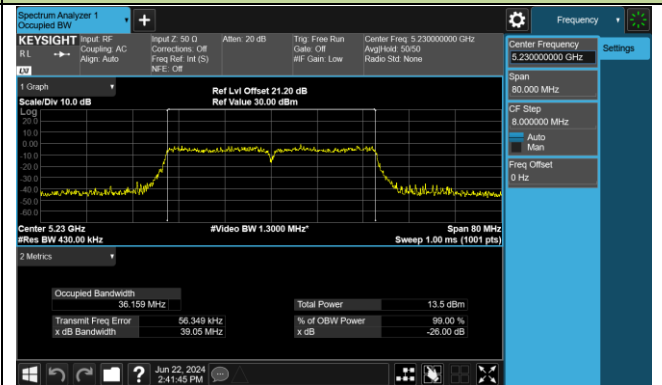 Spectrum Analyzer 1
Occupied BW
+
Frequency
KEYSIGHT
Input: RF
Coupling: AC
Align: Auto
RL
LXI
Input Z: 50 Ω
Corrections: Off
Freq Ref: Int (S)
NFE: Off
Atten: 20 dB
Trig: Free Run
Gate: Off
#IF Gain: Low
Center Freq: 5.230000000 GHz
Avg|Hold: 50/50
Radio Std: None
Center Frequency
5.230000000 GHz
Settings
Span
80.000 MHz
CF Step
8.000000 MHz
Auto
Man
Freq Offset
0 Hz
1 Graph
Scale/Div 10.0 dB
Ref Lvl Offset 21.20 dB
Ref Value 30.00 dBm
Log
20.0
10.0
0.00
-10.0
-20.0
-30.0
-40.0
-50.0
-60.0
Center 5.23 GHz
#Video BW 1.3000 MHz*
Span 80 MHz
#Res BW 430.00 kHz
Sweep 1.00 ms (1001 pts)
2 Metrics
Occupied Bandwidth
36.159 MHz
Total Power 13.5 dBm
Transmit Freq Error 56.349 kHz
% of OBW Power 99.00 %
x dB Bandwidth 39.05 MHz
x dB -26.00 dB
?
Jun 22, 2024
2:41:45 PM